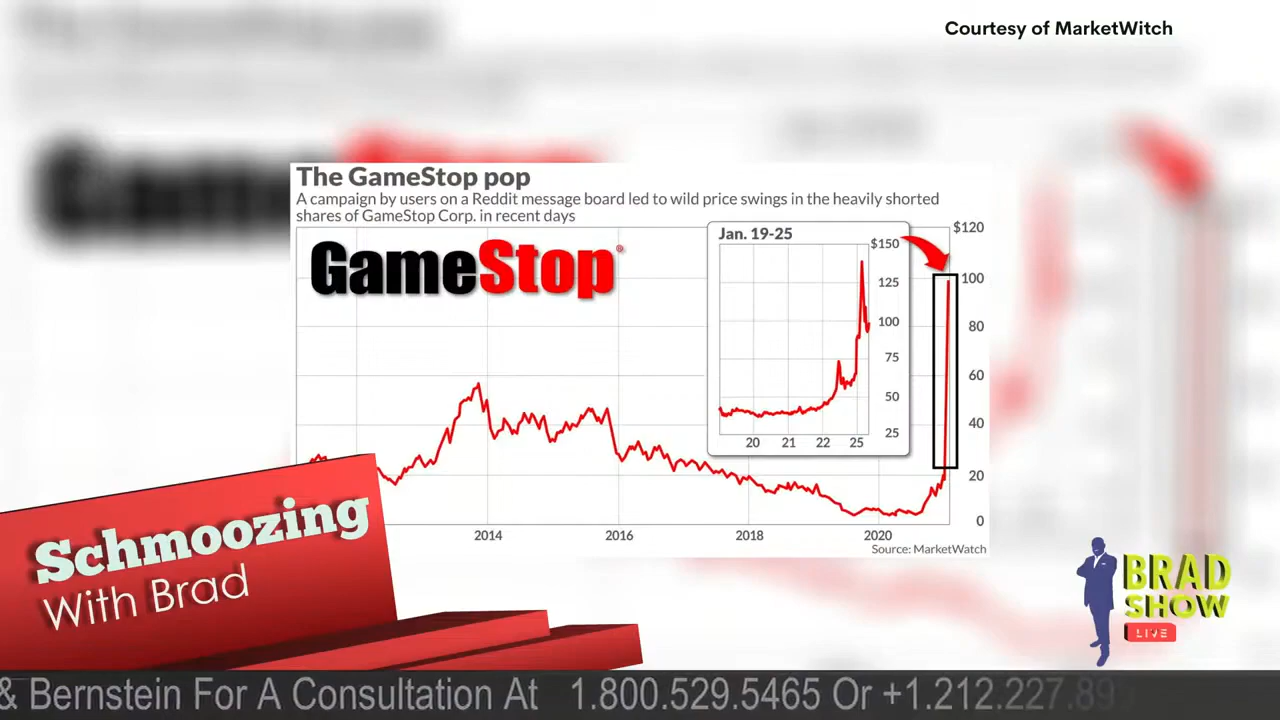 Courtesy of MarketWitch
The GameStop pop
A campaign by users on a Reddit message board led to wild price swings in the heavily shorted
shares of GameStop Corp. in recent days
GameStop®
Jan. 19-25
$150
125
100
75
50
25
20 21 22 25
$120
100
80
60
40
20
0
2014 2016 2018 2020
Source: MarketWatch
Schmoozing
With Brad
BRAD
SHOW
LIVE
& Bernstein For A Consultation At 1.800.529.5465 Or +1.212.227.89